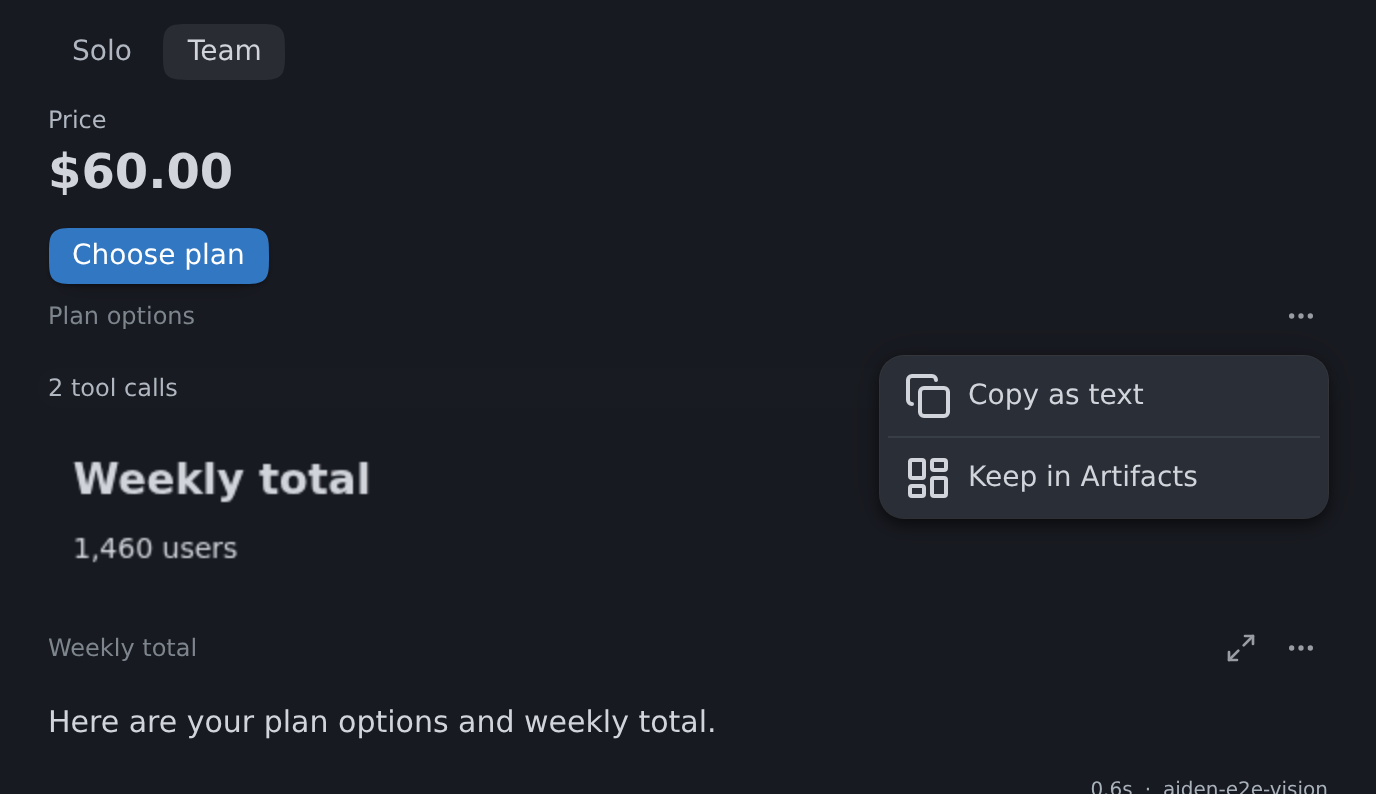 Solo Team
Price
$60.00
Choose plan
Plan options
2 tool calls
Copy as text
Keep in Artifacts
Weekly total
1,460 users
Weekly total
Here are your plan options and weekly total.
0.6s · aiden-e2e-vision